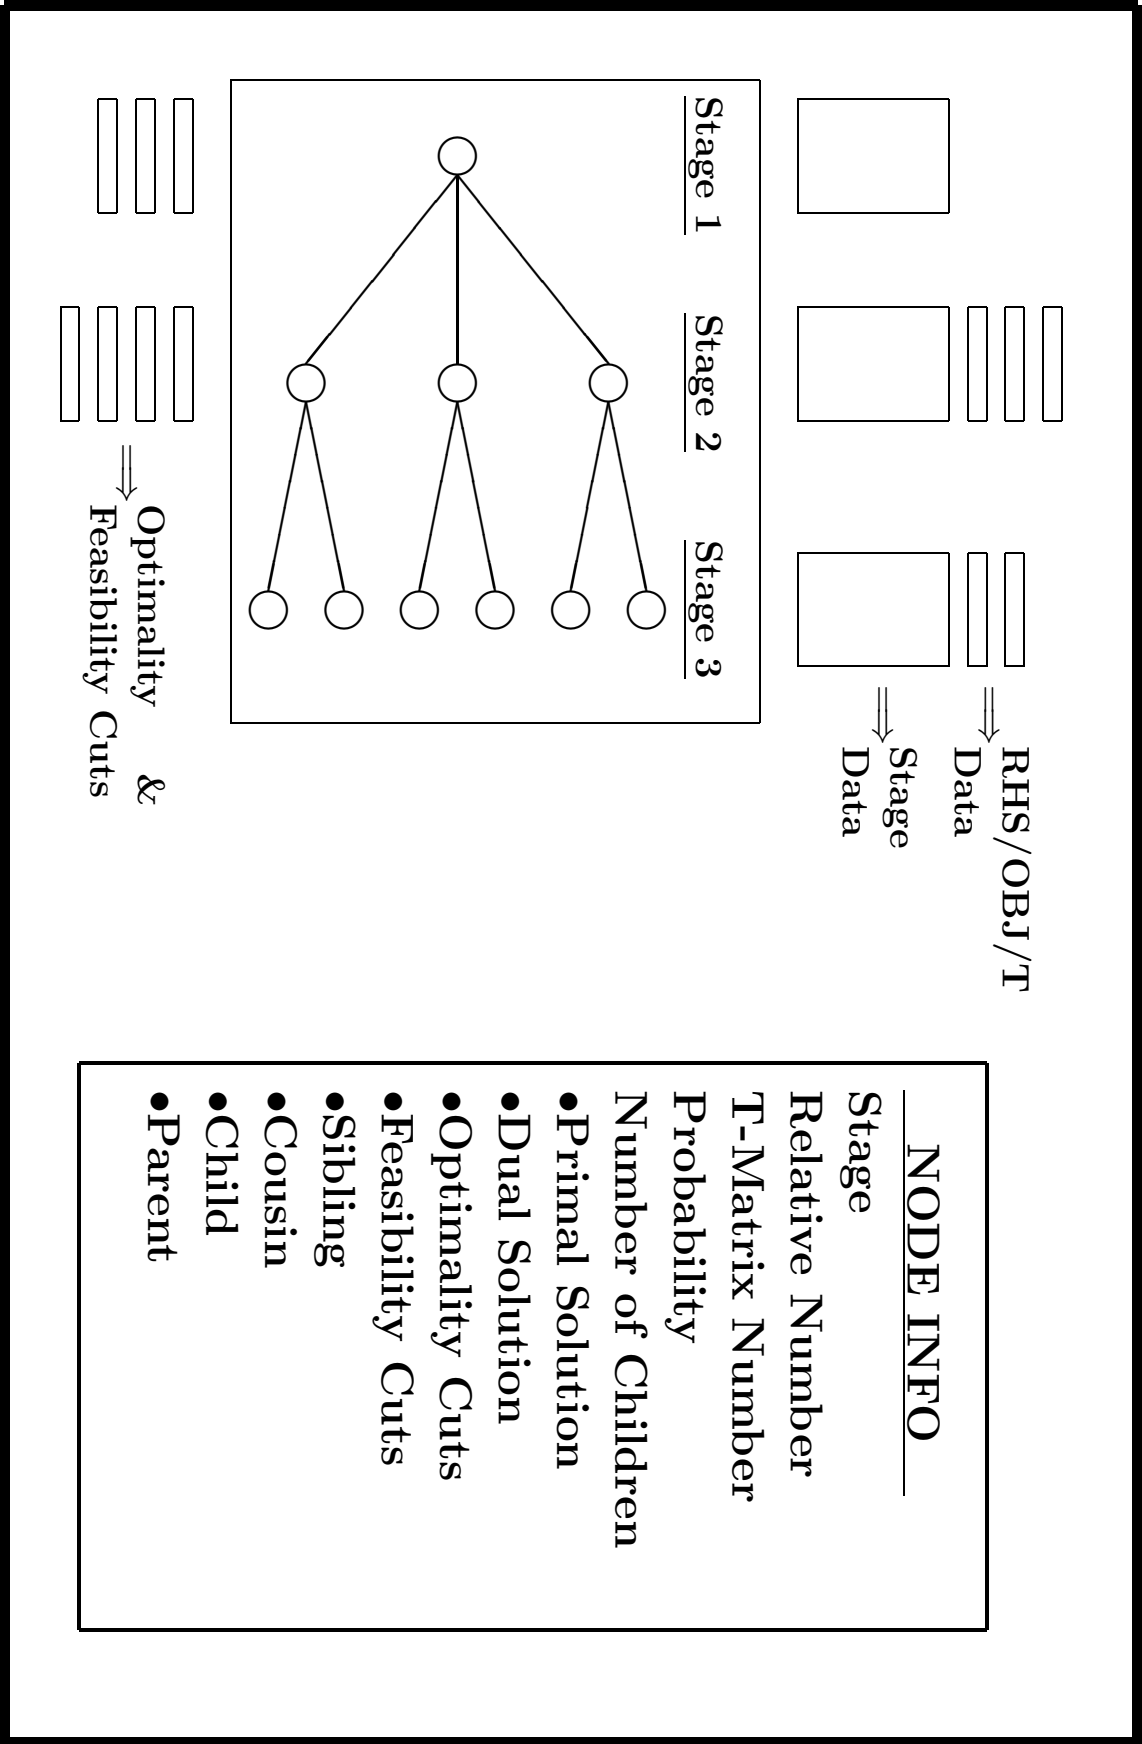 RHS/OBJ/T
Data
Stage
Data
Stage 1
Stage 2
Stage 3
Optimality &
Feasibility Cuts
NODE INFO
Stage
Relative Number
T-Matrix Number
Probability
Number of Children
•Primal Solution
•Dual Solution
•Optimality Cuts
•Feasibility Cuts
•Sibling
•Cousin
•Child
•Parent